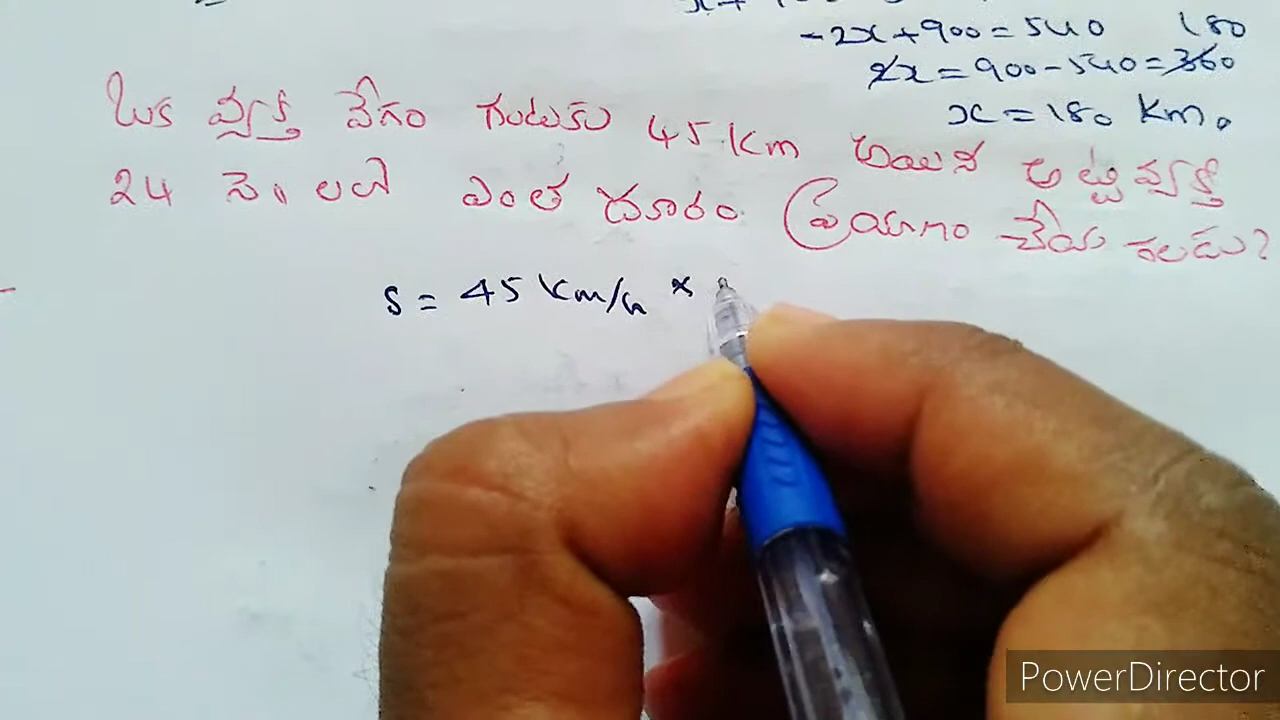 -2x+900=540 180
2x=900-540=360
x=180 Km.
ఒక వ్యక్తి వేగం గంటుకు 45 Km అయిన అట్టి వ్యక్తి
24 సె॥లలో ఎంత దూరం ప్రయాణం చేయ గలడు?
S = 45 km/h ×
PowerDirector